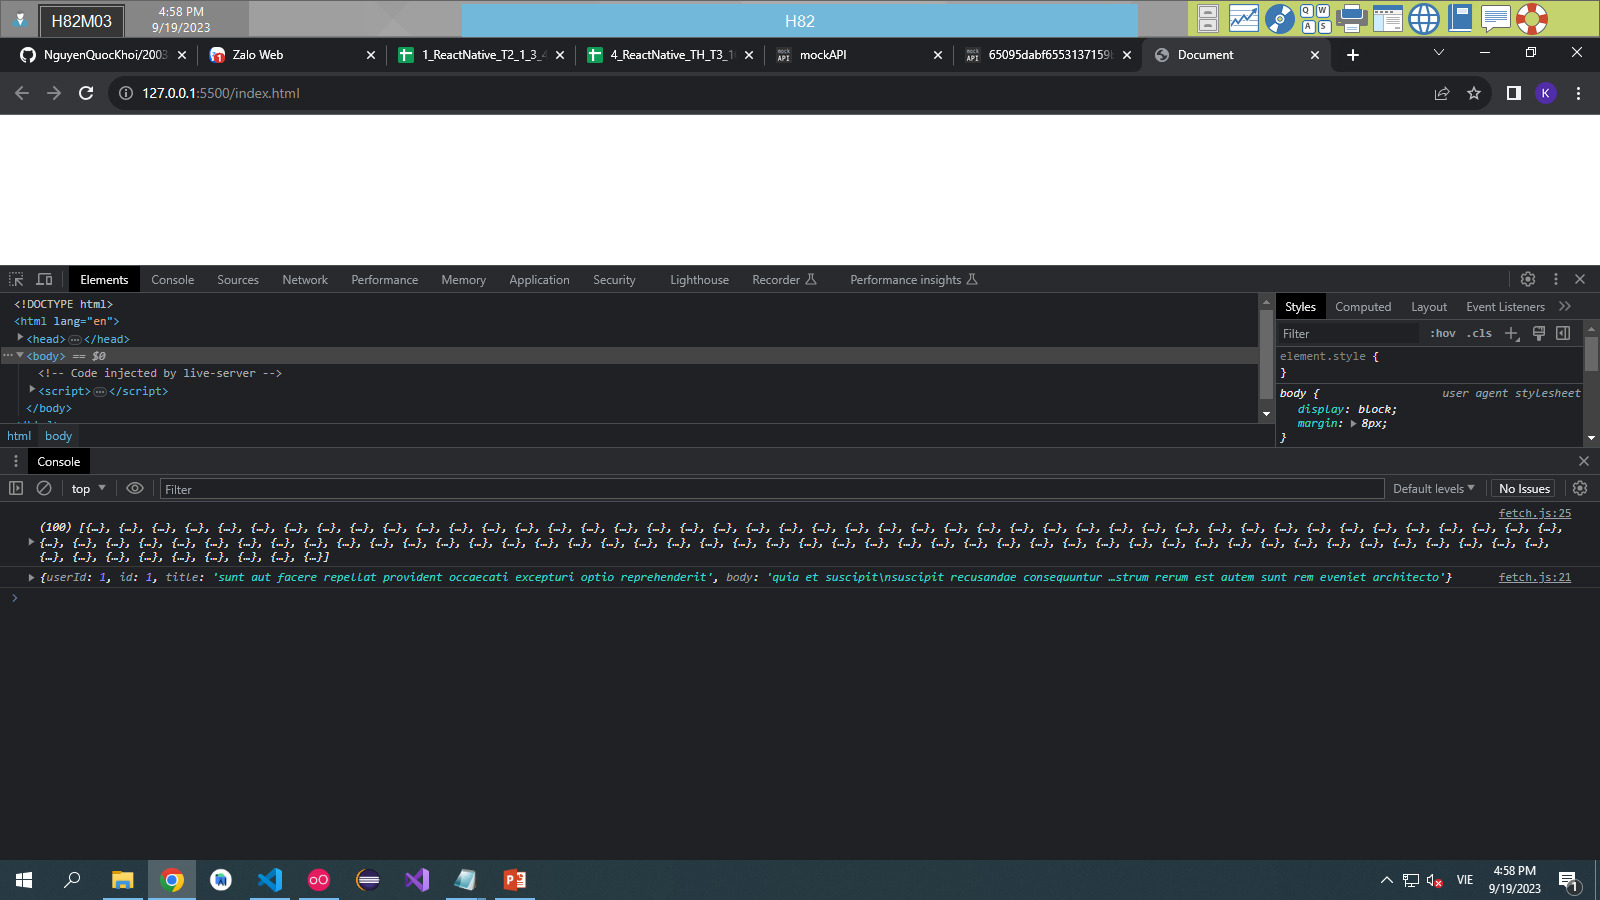 H82M03
4:58 PM
9/19/2023
H82
Q W
A S
NguyenQuocKhoi/2003
Zalo Web
1_ReactNative_T2_1_3_4
4_ReactNative_TH_T3_1
mock API mockAPI
mock API 65095dabf6553137159
Document
127.0.0.1:5500/index.html
K
Elements Console Sources Network Performance Memory Application Security Lighthouse Recorder Performance insights
<!DOCTYPE html>
<html lang="en">
<head> … </head>
… <body> == $0
<!-- Code injected by live-server -->
<script> … </script>
</body>
html body
Styles Computed Layout Event Listeners
Filter :hov .cls
element.style {
}
body { user agent stylesheet
display: block;
margin: 8px;
}
Console
top Filter Default levels No Issues
fetch.js:25
(100) [{…}, {…}, {…}, {…}, {…}, {…}, {…}, {…}, {…}, {…}, {…}, {…}, {…}, {…}, {…}, {…}, {…}, {…}, {…}, {…}, {…}, {…}, {…}, {…}, {…}, {…}, {…}, {…}, {…}, {…}, {…}, {…}, {…}, {…}, {…}, {…}, {…}, {…}, {…}, {…}, {…}, {…}, {…}, {…}, {…},
{…}, {…}, {…}, {…}, {…}, {…}, {…}, {…}, {…}, {…}, {…}, {…}, {…}, {…}, {…}, {…}, {…}, {…}, {…}, {…}, {…}, {…}, {…}, {…}, {…}, {…}, {…}, {…}, {…}, {…}, {…}, {…}, {…}, {…}, {…}, {…}, {…}, {…}, {…}, {…}, {…}, {…}, {…}, {…}, {…}, {…},
{…}, {…}, {…}, {…}, {…}, {…}, {…}, {…}, {…}]
{userId: 1, id: 1, title: 'sunt aut facere repellat provident occaecati excepturi optio reprehenderit', body: 'quia et suscipit\nsuscipit recusandae consequuntur …strum rerum est autem sunt rem eveniet architecto'} fetch.js:21
VIE
4:58 PM
9/19/2023
1